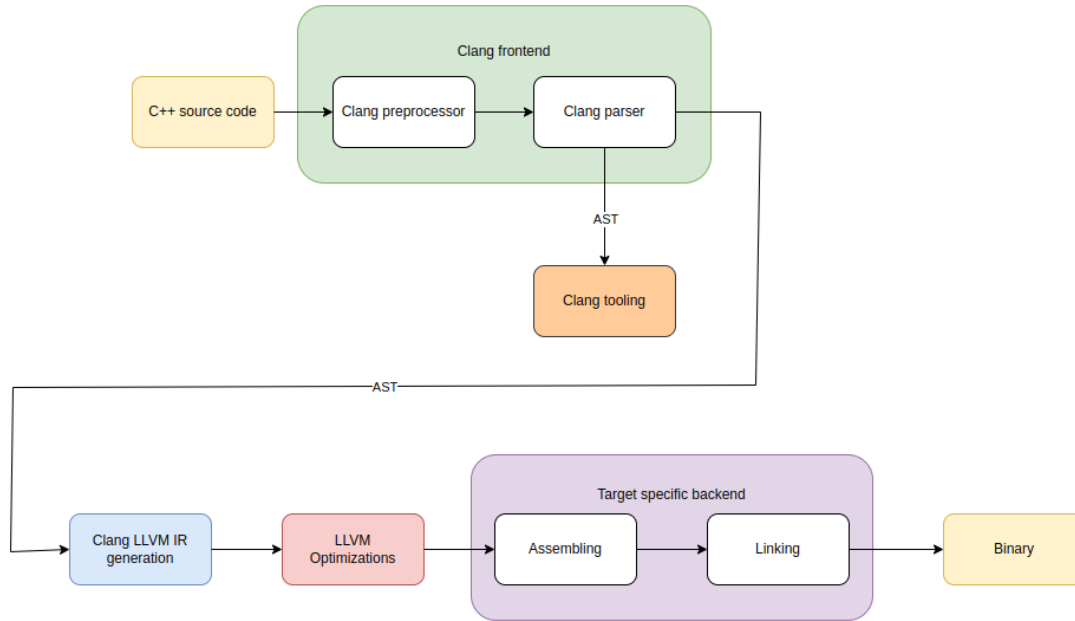 Clang frontend
C++ source code
Clang preprocessor
Clang parser
AST
Clang tooling
AST
Target specific backend
Clang LLVM IR
generation
LLVM
Optimizations
Assembling
Linking
Binary